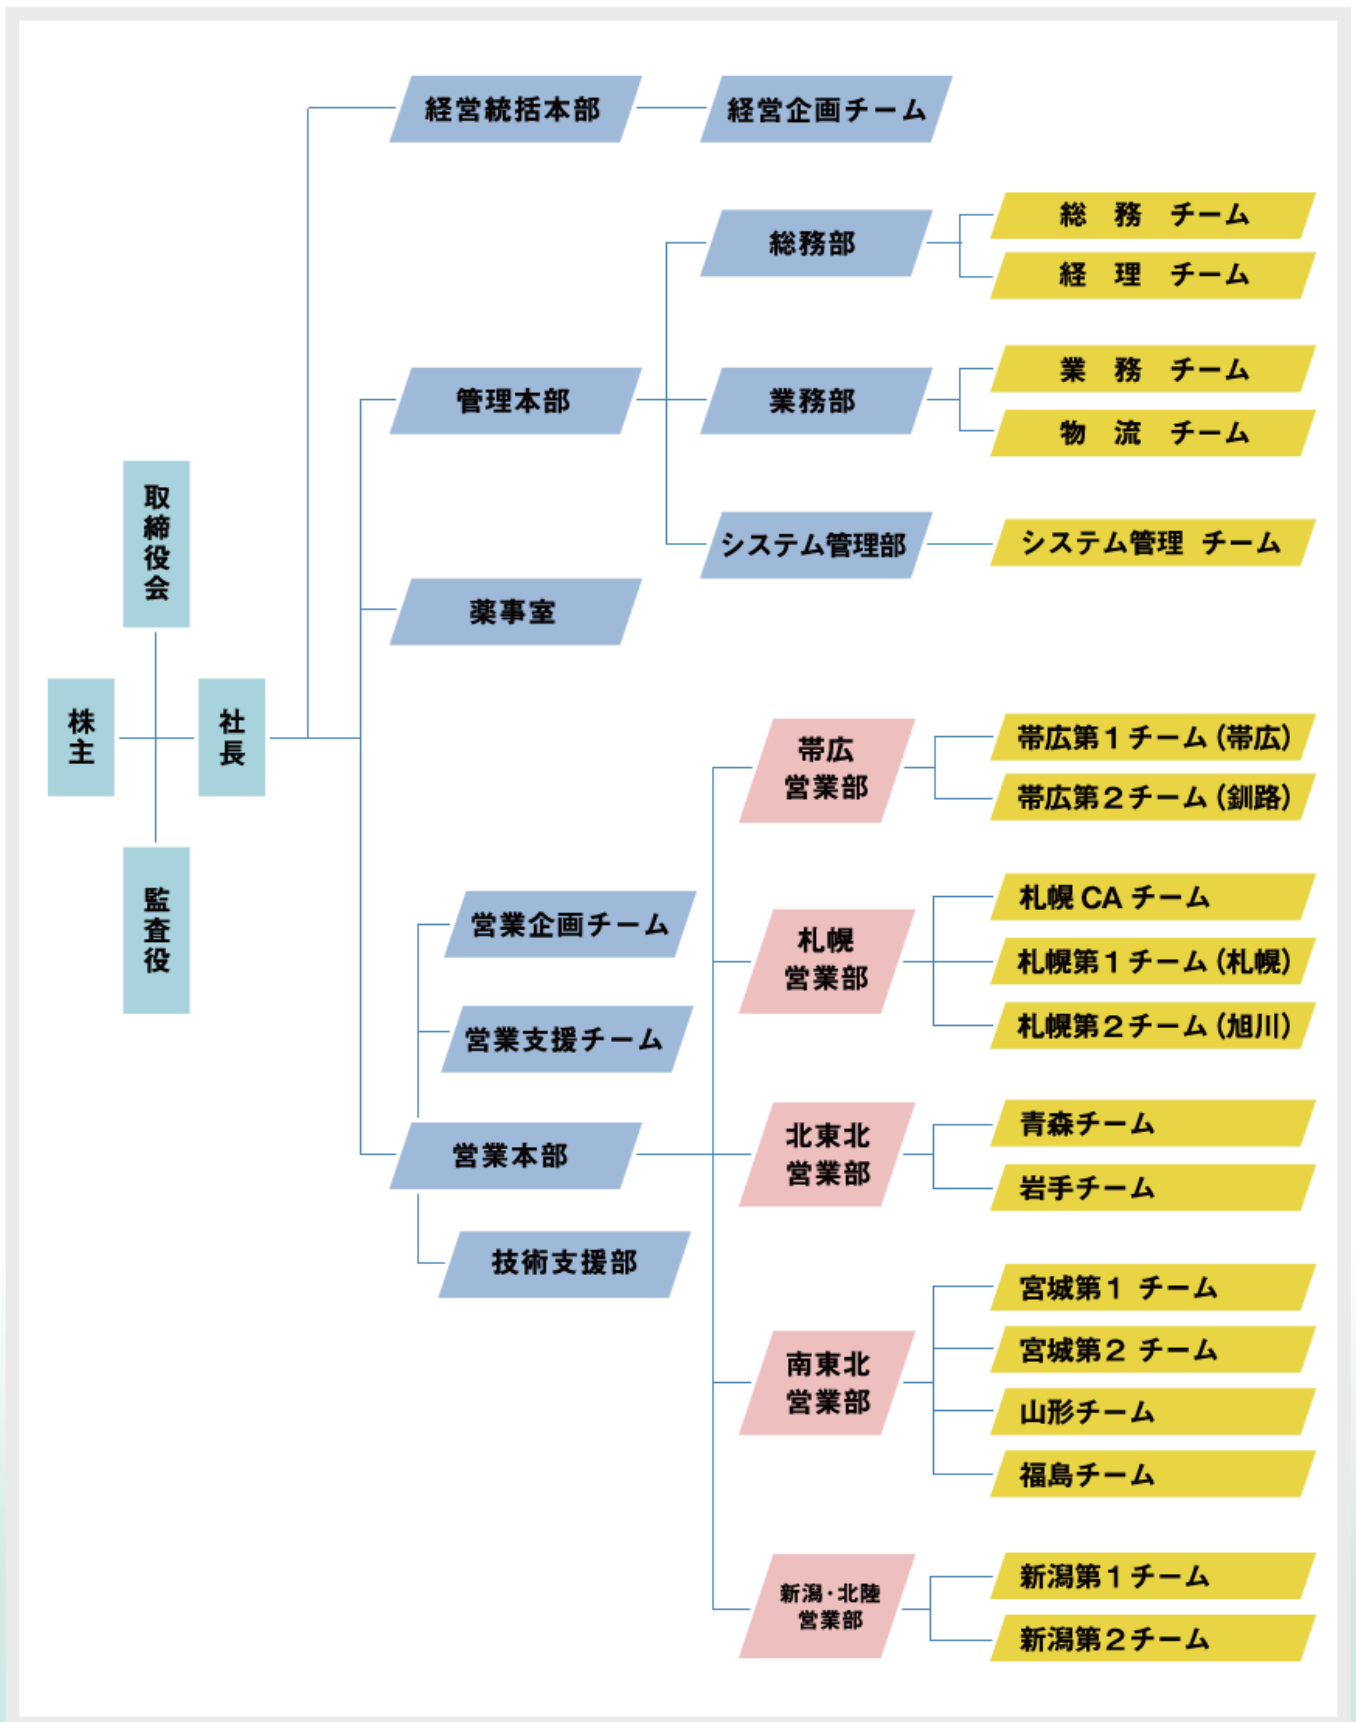 経営統括本部
経営企画チーム
総務部
総　務　チーム
経　理　チーム
管理本部
業務部
業　務　チーム
物　流　チーム
システム管理部
システム管理 チーム
薬事室
取締役会
株主
社長
監査役
帯広
営業部
帯広第1チーム(帯広)
帯広第2チーム(釧路)
営業企画チーム
営業支援チーム
営業本部
技術支援部
札幌
営業部
札幌 CA チーム
札幌第1チーム(札幌)
札幌第2チーム(旭川)
北東北
営業部
青森チーム
岩手チーム
南東北
営業部
宮城第1 チーム
宮城第2 チーム
山形チーム
福島チーム
新潟・北陸
営業部
新潟第1チーム
新潟第2チーム